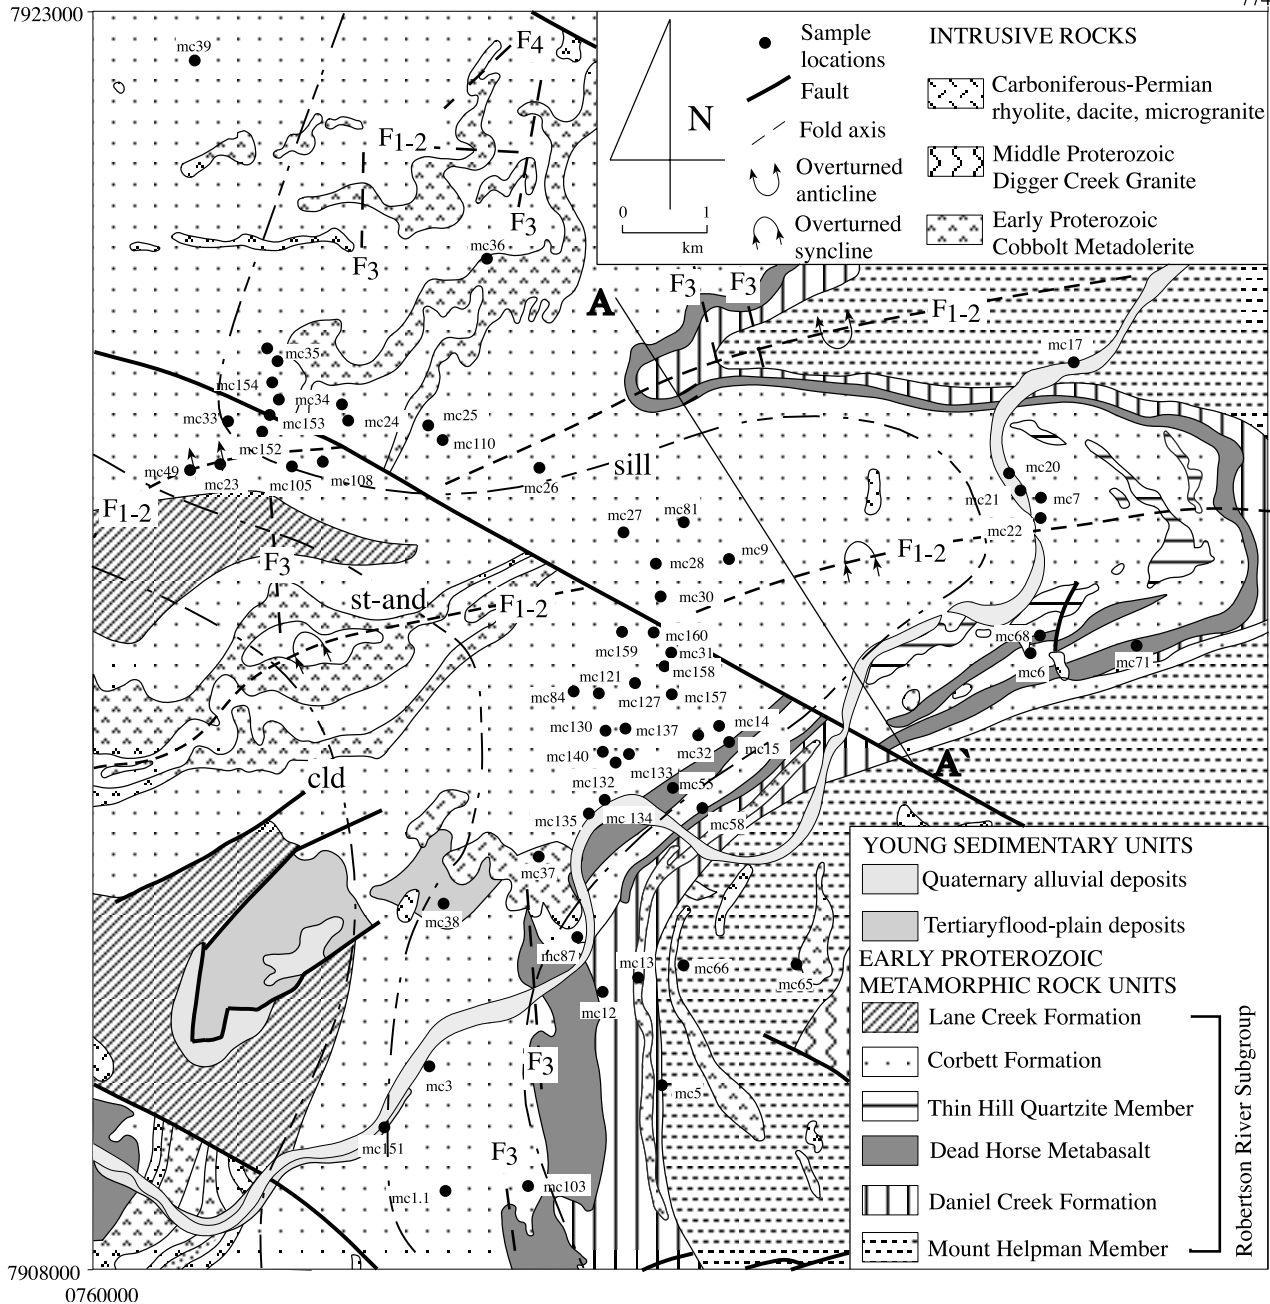 7923000
774
mc39
F4
F1-2
F3
F3
mc36
Sample
locations
Fault
Fold axis
Overturned
anticline
Overturned
syncline
N
0 1
km
INTRUSIVE ROCKS
Carboniferous-Permian
rhyolite, dacite, microgranite
Middle Proterozoic
Digger Creek Granite
Early Proterozoic
Cobbolt Metadolerite
A
F3
F3
F1-2
mc17
mc35
mc154
mc34
mc33
mc153
mc24
mc25
mc110
mc152
mc49
mc23
mc105
mc108
sill
mc26
F1-2
mc20
mc21
mc7
mc22
mc27
mc81
mc28
mc9
F1-2
mc30
F3
st-and
F1-2
mc160
mc159
mc31
mc158
mc68
mc6
mc71
mc121
mc84
mc127
mc157
mc130
mc137
mc14
mc32
mc15
mc140
mc133
mc132
mc55
A`
cld
mc135
mc 134
mc58
mc37
mc38
mc87
mc13
mc66
mc65
mc12
F3
mc3
mc5
mc151
F3
mc1.1
mc103
YOUNG SEDIMENTARY UNITS
Quaternary alluvial deposits
Tertiaryflood-plain deposits
EARLY PROTEROZOIC
METAMORPHIC ROCK UNITS
Lane Creek Formation
Corbett Formation
Thin Hill Quartzite Member
Dead Horse Metabasalt
Daniel Creek Formation
Mount Helpman Member
Robertson River Subgroup
7908000
0760000